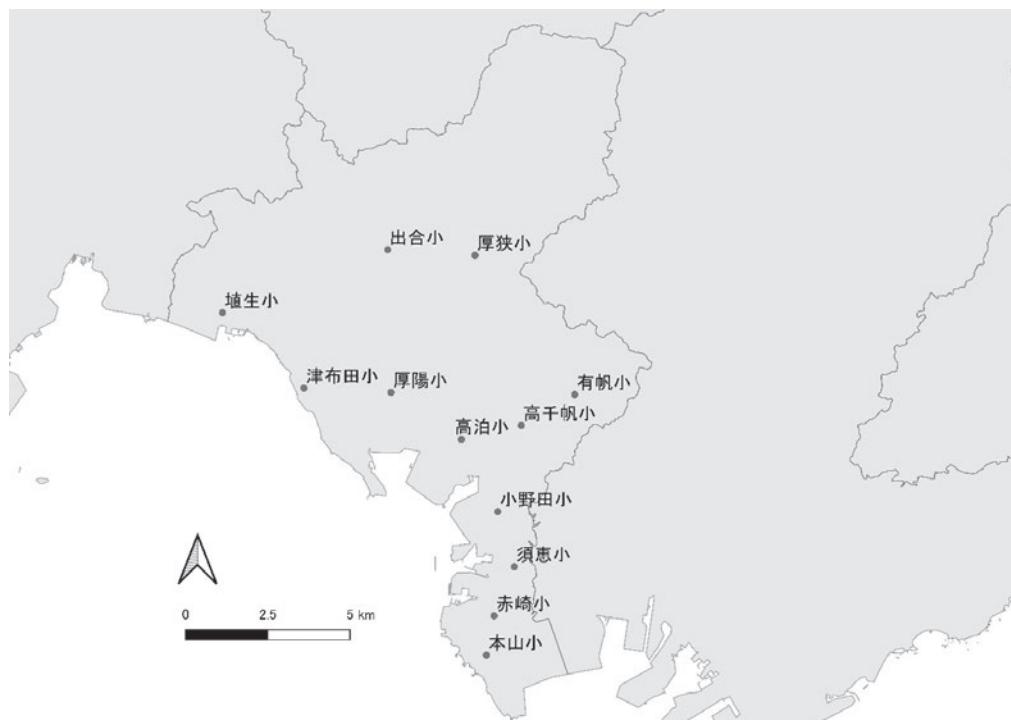 出合小
厚狭小
埴生小
津布田小
厚陽小
有帆小
高千帆小
高泊小
小野田小
須恵小
赤崎小
本山小
0 2.5 5 km